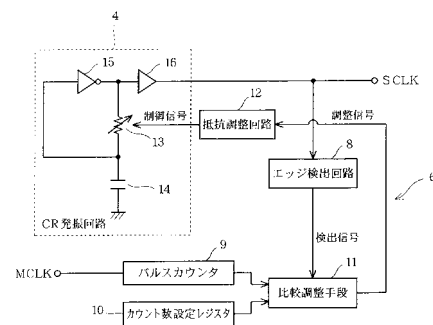 4
15
16
SCLK
12
制御信号
抵抗調整回路
調整信号
13
8
エッジ検出回路
14
6
CR発振回路
検出信号
9
11
MCLK
パルスカウンタ
比較調整手段
10
カウント数設定レジスタ